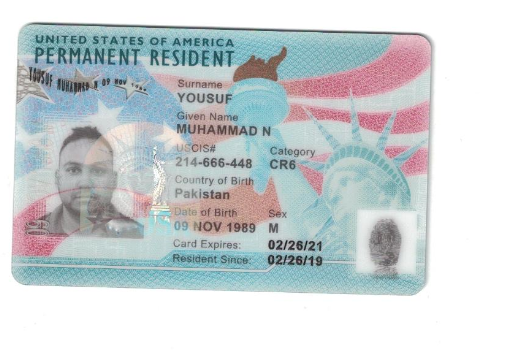 UNITED STATES OF AMERICA
PERMANENT RESIDENT
YOUSUF MUHAMMAD N 09 NOV
Surname
YOUSUF
Given Name
MUHAMMAD N
USCIS#
Category
214-666-448
CR6
Country of Birth
Pakistan
Date of Birth
Sex
09 NOV 1989
M
Card Expires:
02/26/21
Resident Since:
02/26/19